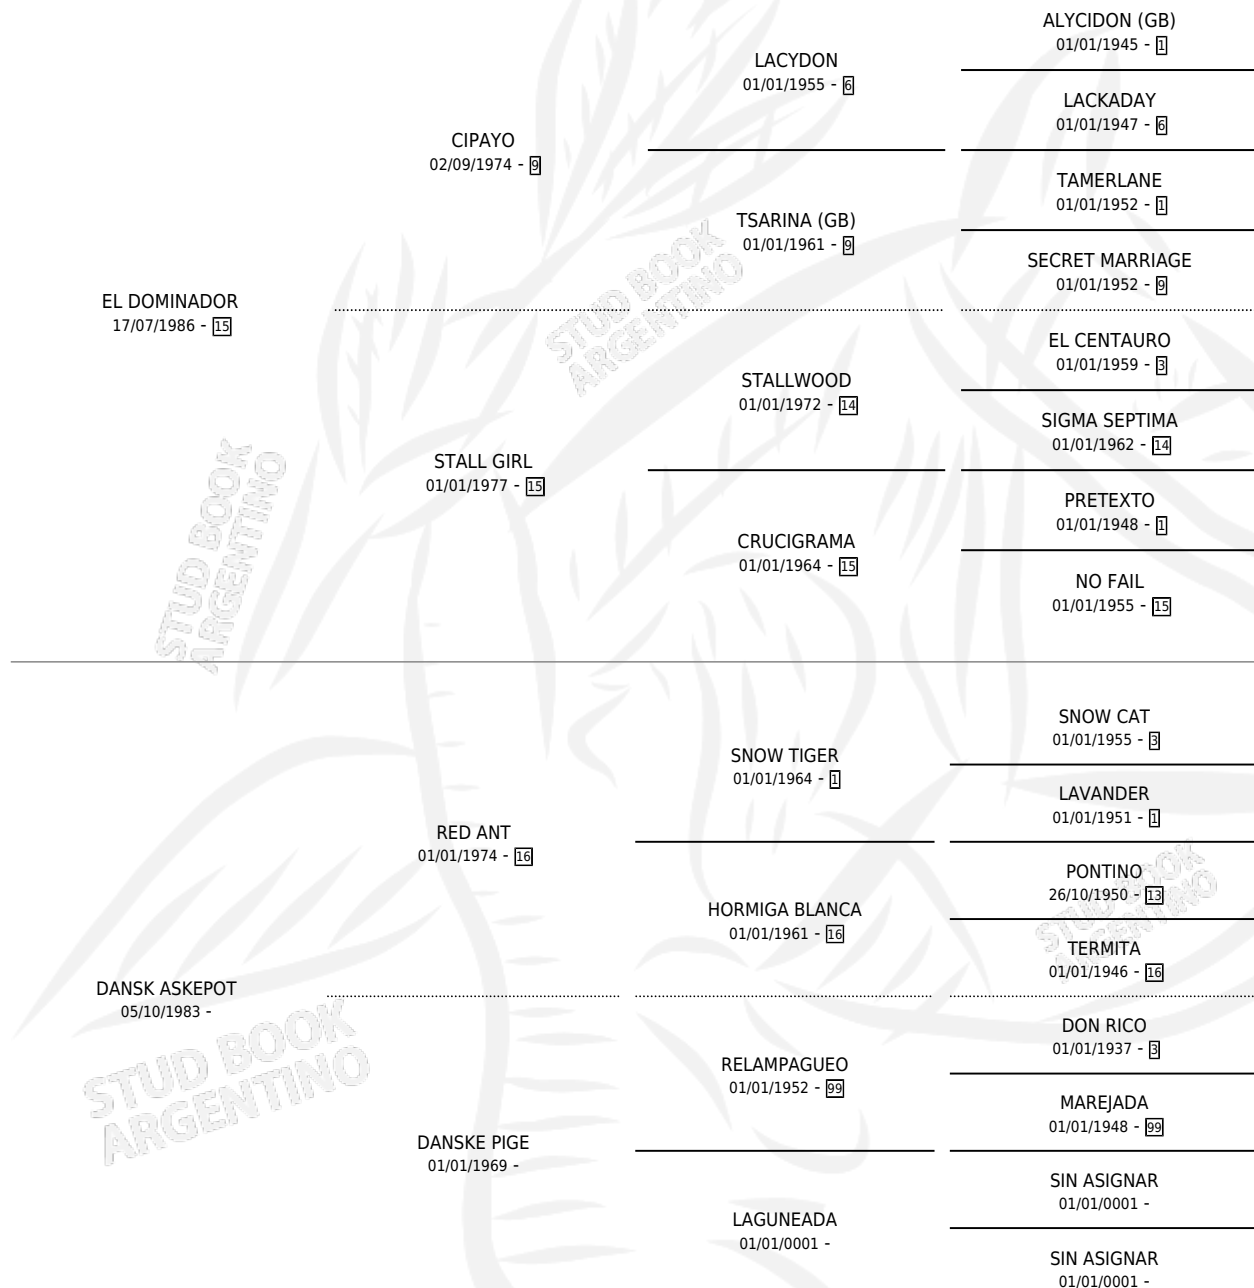 ALYCIDON (GB)
01/01/1945 - 1
LACYDON
01/01/1955 - 6
LACKADAY
01/01/1947 - 6
CIPAYO
02/09/1974 - 9
TAMERLANE
01/01/1952 - 1
TSARINA (GB)
01/01/1961 - 9
SECRET MARRIAGE
01/01/1952 - 9
EL DOMINADOR
17/07/1986 - 15
STUD BOOK
ARGENTINO
EL CENTAURO
01/01/1959 - 3
STALLWOOD
01/01/1972 - 14
SIGMA SEPTIMA
01/01/1962 - 14
STALL GIRL
01/01/1977 - 15
PRETEXTO
01/01/1948 - 1
CRUCIGRAMA
01/01/1964 - 15
NO FAIL
01/01/1955 - 15
STUD BOOK
ARGENTINO
SNOW CAT
01/01/1955 - 3
SNOW TIGER
01/01/1964 - 1
LAVANDER
01/01/1951 - 1
RED ANT
01/01/1974 - 16
PONTINO
26/10/1950 - 13
HORMIGA BLANCA
01/01/1961 - 16
TERMITA
01/01/1946 - 16
STUD BOOK
ARGENTINO
DANSK ASKEPOT
05/10/1983 -
DON RICO
01/01/1937 - 3
RELAMPAGUEO
01/01/1952 - 99
MAREJADA
01/01/1948 - 99
STUD BOOK
ARGENTINO
DANSKE PIGE
01/01/1969 -
SIN ASIGNAR
01/01/0001 -
LAGUNEADA
01/01/0001 -
SIN ASIGNAR
01/01/0001 -